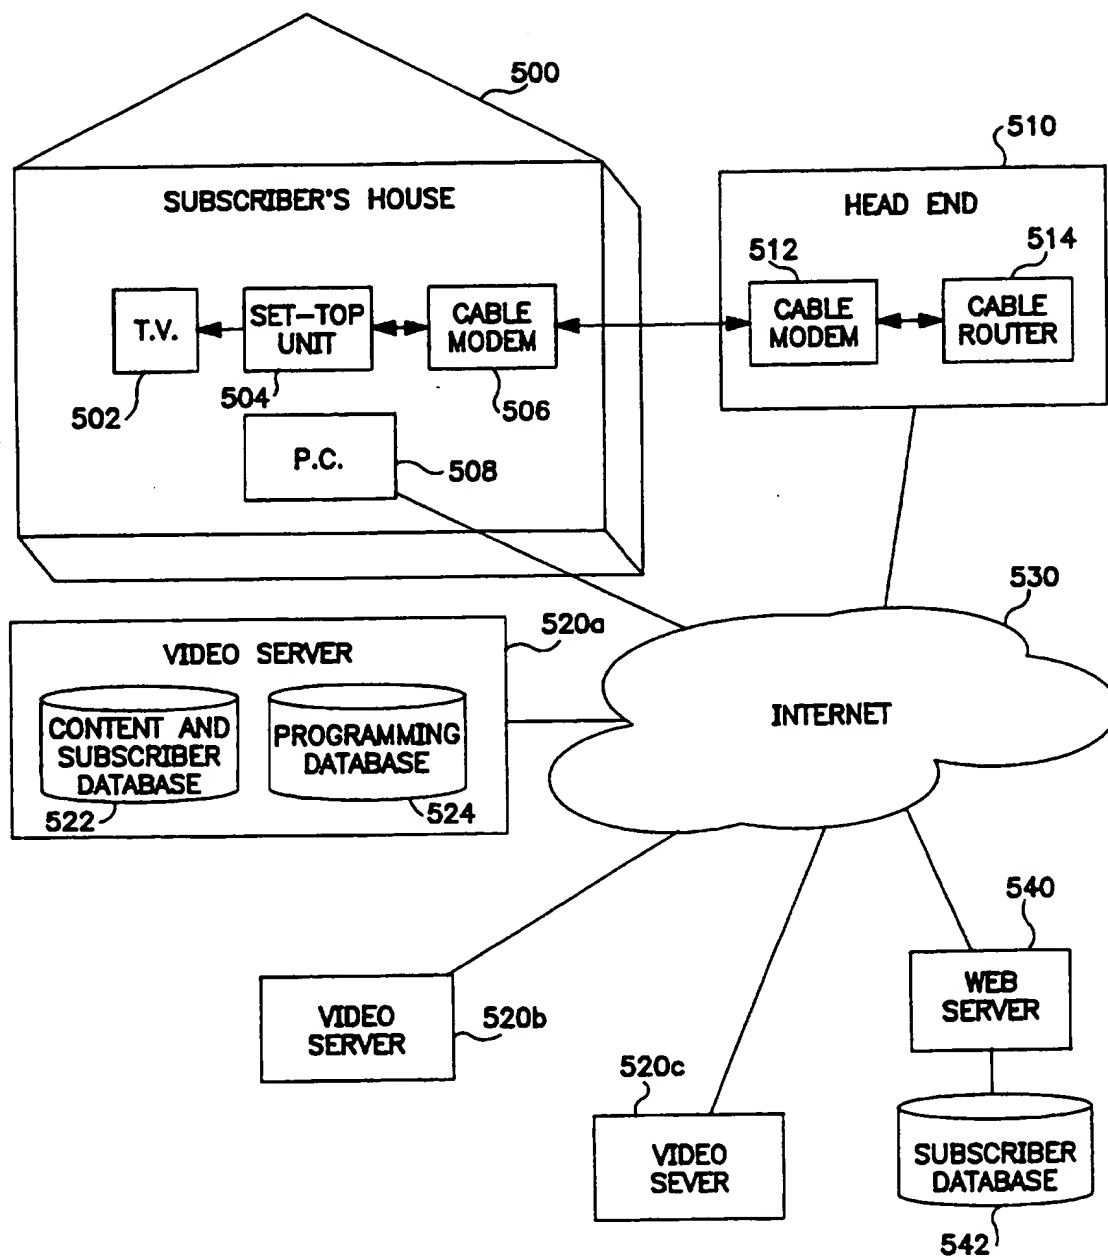 500
SUBSCRIBER'S HOUSE
T.V.
502
SET-TOP
UNIT
504
CABLE
MODEM
506
P.C.
508
510
HEAD END
512
CABLE
MODEM
514
CABLE
ROUTER
530
INTERNET
520a
VIDEO SERVER
CONTENT AND
SUBSCRIBER
DATABASE
522
PROGRAMMING
DATABASE
524
VIDEO
SERVER
520b
520c
VIDEO
SEVER
540
WEB
SERVER
SUBSCRIBER
DATABASE
542